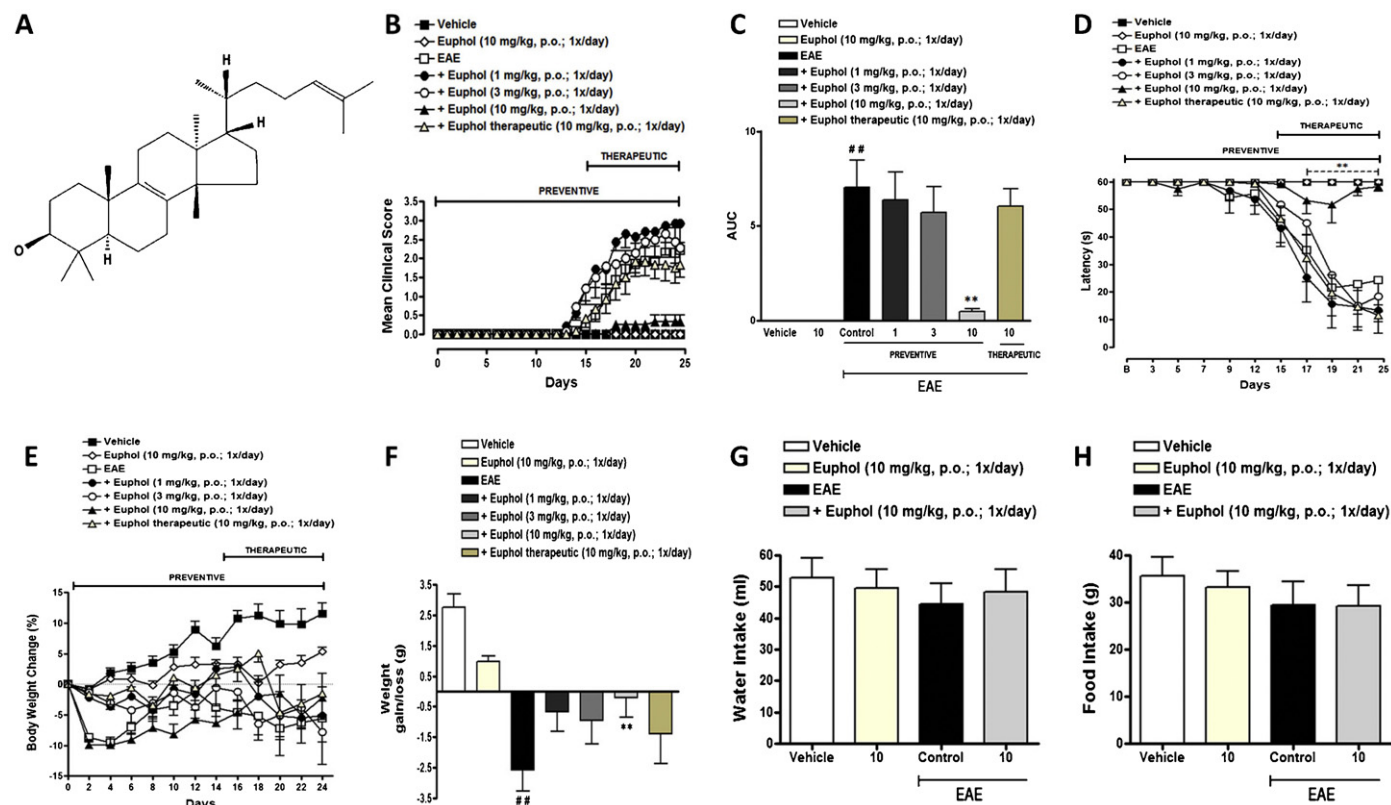 A
H
H
H
O
B
Vehicle
Euphol (10 mg/kg, p.o.; 1x/day)
EAE
+ Euphol (1 mg/kg, p.o.; 1x/day)
+ Euphol (3 mg/kg, p.o.; 1x/day)
+ Euphol (10 mg/kg, p.o.; 1x/day)
+ Euphol therapeutic (10 mg/kg, p.o.; 1x/day)
THERAPEUTIC
PREVENTIVE
Mean Clinical Score
3.5
3.0
2.5
2.0
1.5
1.0
0.5
0.0
0 5 10 15 20 25
Days
C
Vehicle
Euphol (10 mg/kg, p.o.; 1x/day)
EAE
+ Euphol (1 mg/kg, p.o.; 1x/day)
+ Euphol (3 mg/kg, p.o.; 1x/day)
+ Euphol (10 mg/kg, p.o.; 1x/day)
+ Euphol therapeutic (10 mg/kg, p.o.; 1x/day)
AUC
10
5
0
##
**
Vehicle 10 Control 1 3 10 10
PREVENTIVE THERAPEUTIC
EAE
D
Vehicle
Euphol (10 mg/kg, p.o.; 1x/day)
EAE
+ Euphol (1 mg/kg, p.o.; 1x/day)
+ Euphol (3 mg/kg, p.o.; 1x/day)
+ Euphol (10 mg/kg, p.o.; 1x/day)
+ Euphol therapeutic (10 mg/kg, p.o.; 1x/day)
THERAPEUTIC
PREVENTIVE
**
Latency (s)
60
50
40
30
20
10
0
B 3 5 7 9 12 15 17 19 21 25
Days
E
Vehicle
Euphol (10 mg/kg, p.o.; 1x/day)
EAE
+ Euphol (1 mg/kg, p.o.; 1x/day)
+ Euphol (3 mg/kg, p.o.; 1x/day)
+ Euphol (10 mg/kg, p.o.; 1x/day)
+ Euphol therapeutic (10 mg/kg, p.o.; 1x/day)
THERAPEUTIC
PREVENTIVE
Body Weight Change (%)
15
10
5
0
-5
-10
-15
0 2 4 6 8 10 12 14 16 18 20 22 24
Days
F
Vehicle
Euphol (10 mg/kg, p.o.; 1x/day)
EAE
+ Euphol (1 mg/kg, p.o.; 1x/day)
+ Euphol (3 mg/kg, p.o.; 1x/day)
+ Euphol (10 mg/kg, p.o.; 1x/day)
+ Euphol therapeutic (10 mg/kg, p.o.; 1x/day)
Weight
gain/loss (g)
3.5
2.5
1.5
0.5
-0.5
-1.5
-2.5
-3.5
**
##
G
Vehicle
Euphol (10 mg/kg, p.o.; 1x/day)
EAE
+ Euphol (10 mg/kg, p.o.; 1x/day)
Water Intake (ml)
60
50
40
30
20
10
0
Vehicle 10 Control 10
EAE
H
Vehicle
Euphol (10 mg/kg, p.o.; 1x/day)
EAE
+ Euphol (10 mg/kg, p.o.; 1x/day)
Food Intake (g)
40
30
20
10
0
Vehicle 10 Control 10
EAE